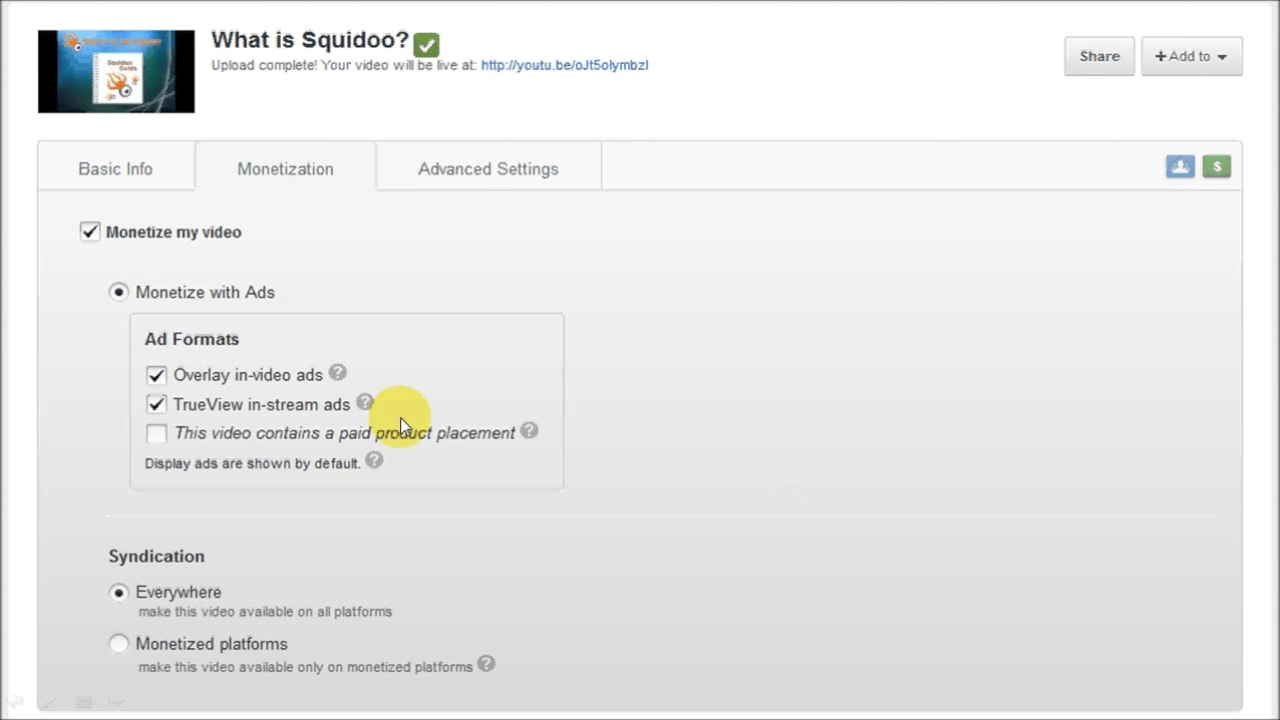 What is Squidoo?
Upload complete! Your video will be live at: http://youtu.be/oJt5olymbzI
Share
+ Add to
Squidoo
Guide
Basic Info
Monetization
Advanced Settings
$
Monetize my video
Monetize with Ads
Ad Formats
Overlay in-video ads ?
TrueView in-stream ads ?
This video contains a paid product placement ?
Display ads are shown by default. ?
Syndication
Everywhere
make this video available on all platforms
Monetized platforms
make this video available only on monetized platforms ?